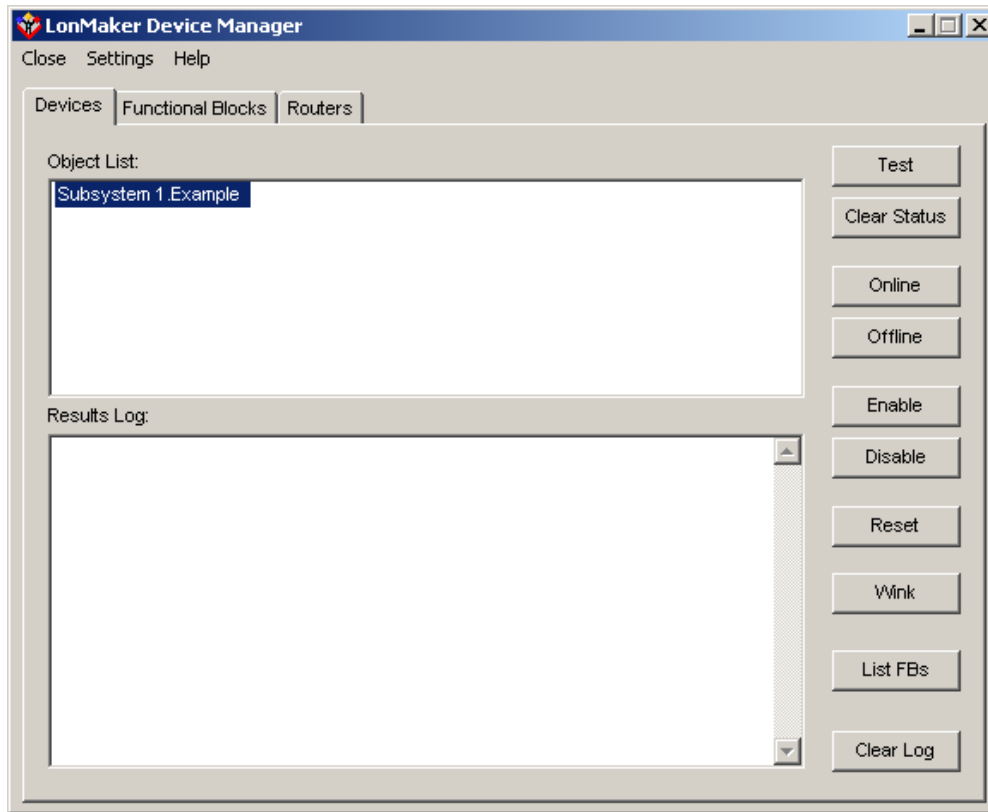 LonMaker Device Manager
Close Settings Help
Devices Functional Blocks Routers
Object List:
Subsystem 1.Example
Test
Clear Status
Online
Offline
Results Log:
Enable
Disable
Reset
Wink
List FBs
Clear Log